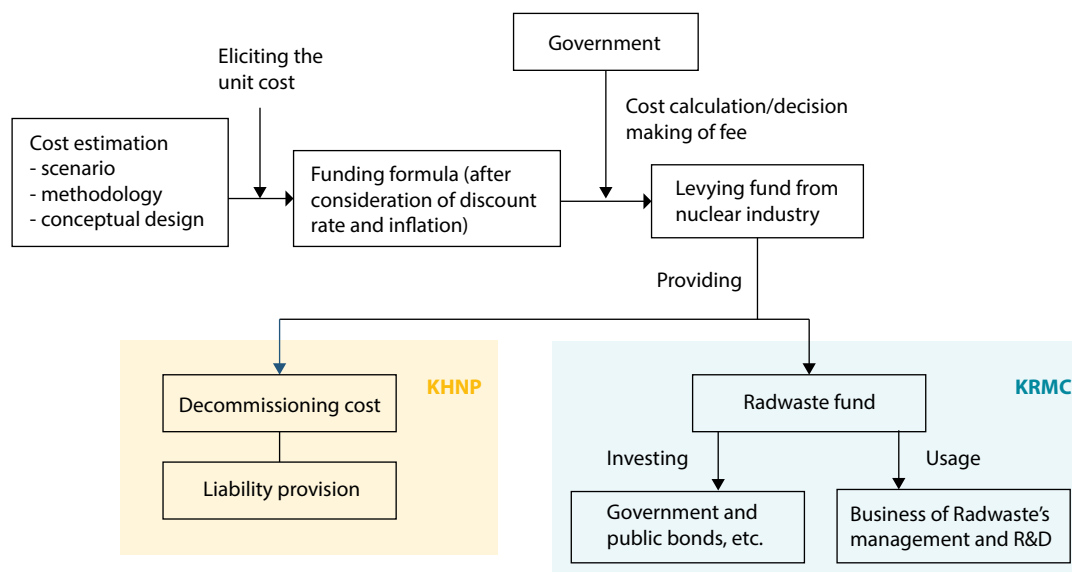 Eliciting the
unit cost
Government
Cost calculation/decision
making of fee
Cost estimation
- scenario
- methodology
- conceptual design
Funding formula (after
consideration of discount
rate and inflation)
Levying fund from
nuclear industry
Providing
KHNP
Decommissioning cost
Liability provision
KRMC
Radwaste fund
Investing
Usage
Government and
public bonds, etc.
Business of Radwaste’s
management and R&D